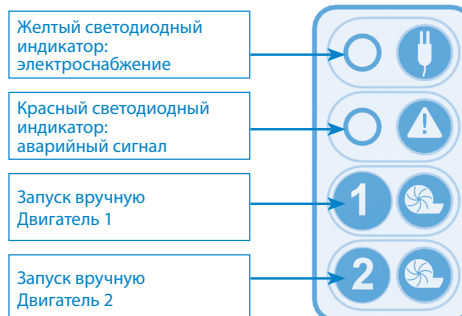 Желтый светодиодный
индикатор:
электроснабжение
Красный светодиодный
индикатор:
аварийный сигнал
Запуск вручную
Двигатель 1
1
Запуск вручную
Двигатель 2
2